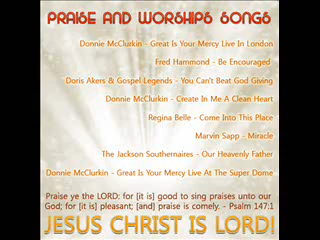 PRAISE AND WORSHIPS SONGS
Donnie McClurkin - Great Is Your Mercy Live In London
Fred Hammond - Be Encouraged
Doris Akers & Gospel Legends - You Can't Beat God Giving
Donnie McClurkin - Create In Me A Clean Heart
Regina Belle - Come Into This Place
Marvin Sapp - Miracle
The Jackson Southernaires - Our Heavenly Father
Donnie McClurkin - Great Is Your Mercy Live At The Super Dome
Praise ye the LORD: for [it is] good to sing praises unto our
God; for [it is] pleasant; [and] praise is comely. - Psalm 147:1
JESUS CHRIST IS LORD!